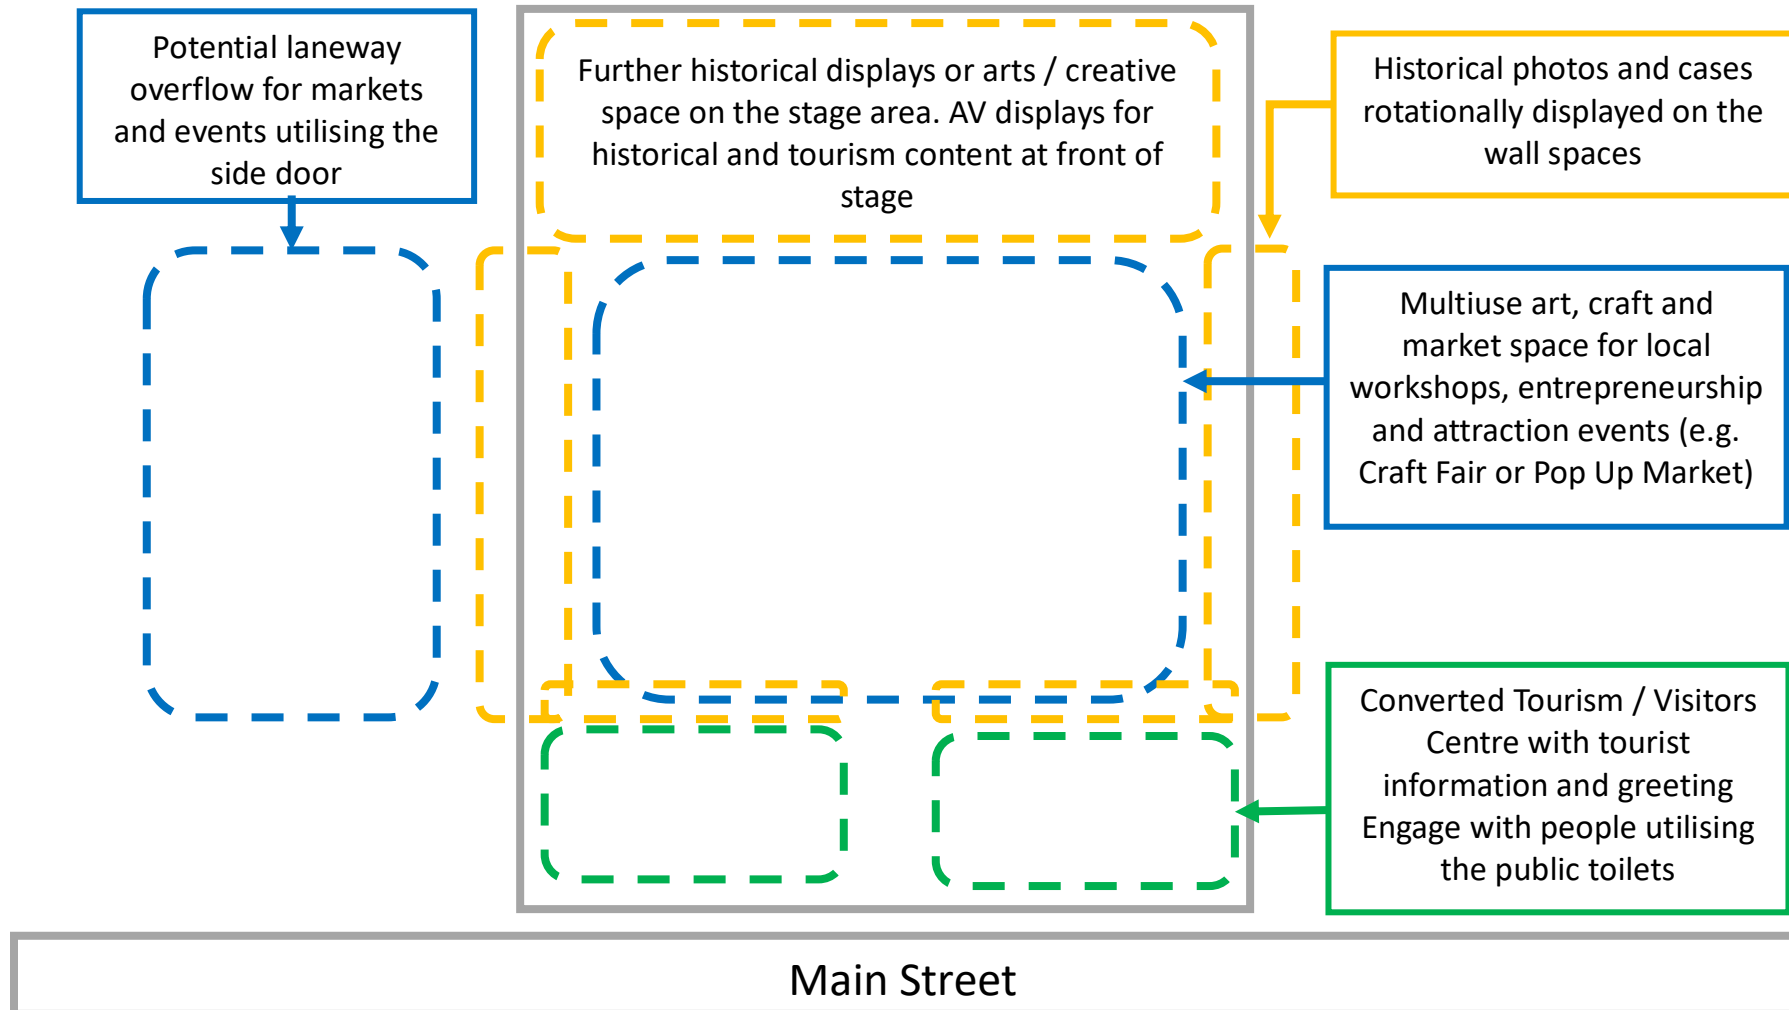 Potential laneway
overflow for markets
and events utilising the
side door
Further historical displays or arts / creative
space on the stage area. AV displays for
historical and tourism content at front of
stage
Historical photos and cases
rotationally displayed on the
wall spaces
Multiuse art, craft and
market space for local
workshops, entrepreneurship
and attraction events (e.g.
Craft Fair or Pop Up Market)
Converted Tourism / Visitors
Centre with tourist
information and greeting
Engage with people utilising
the public toilets
Main Street